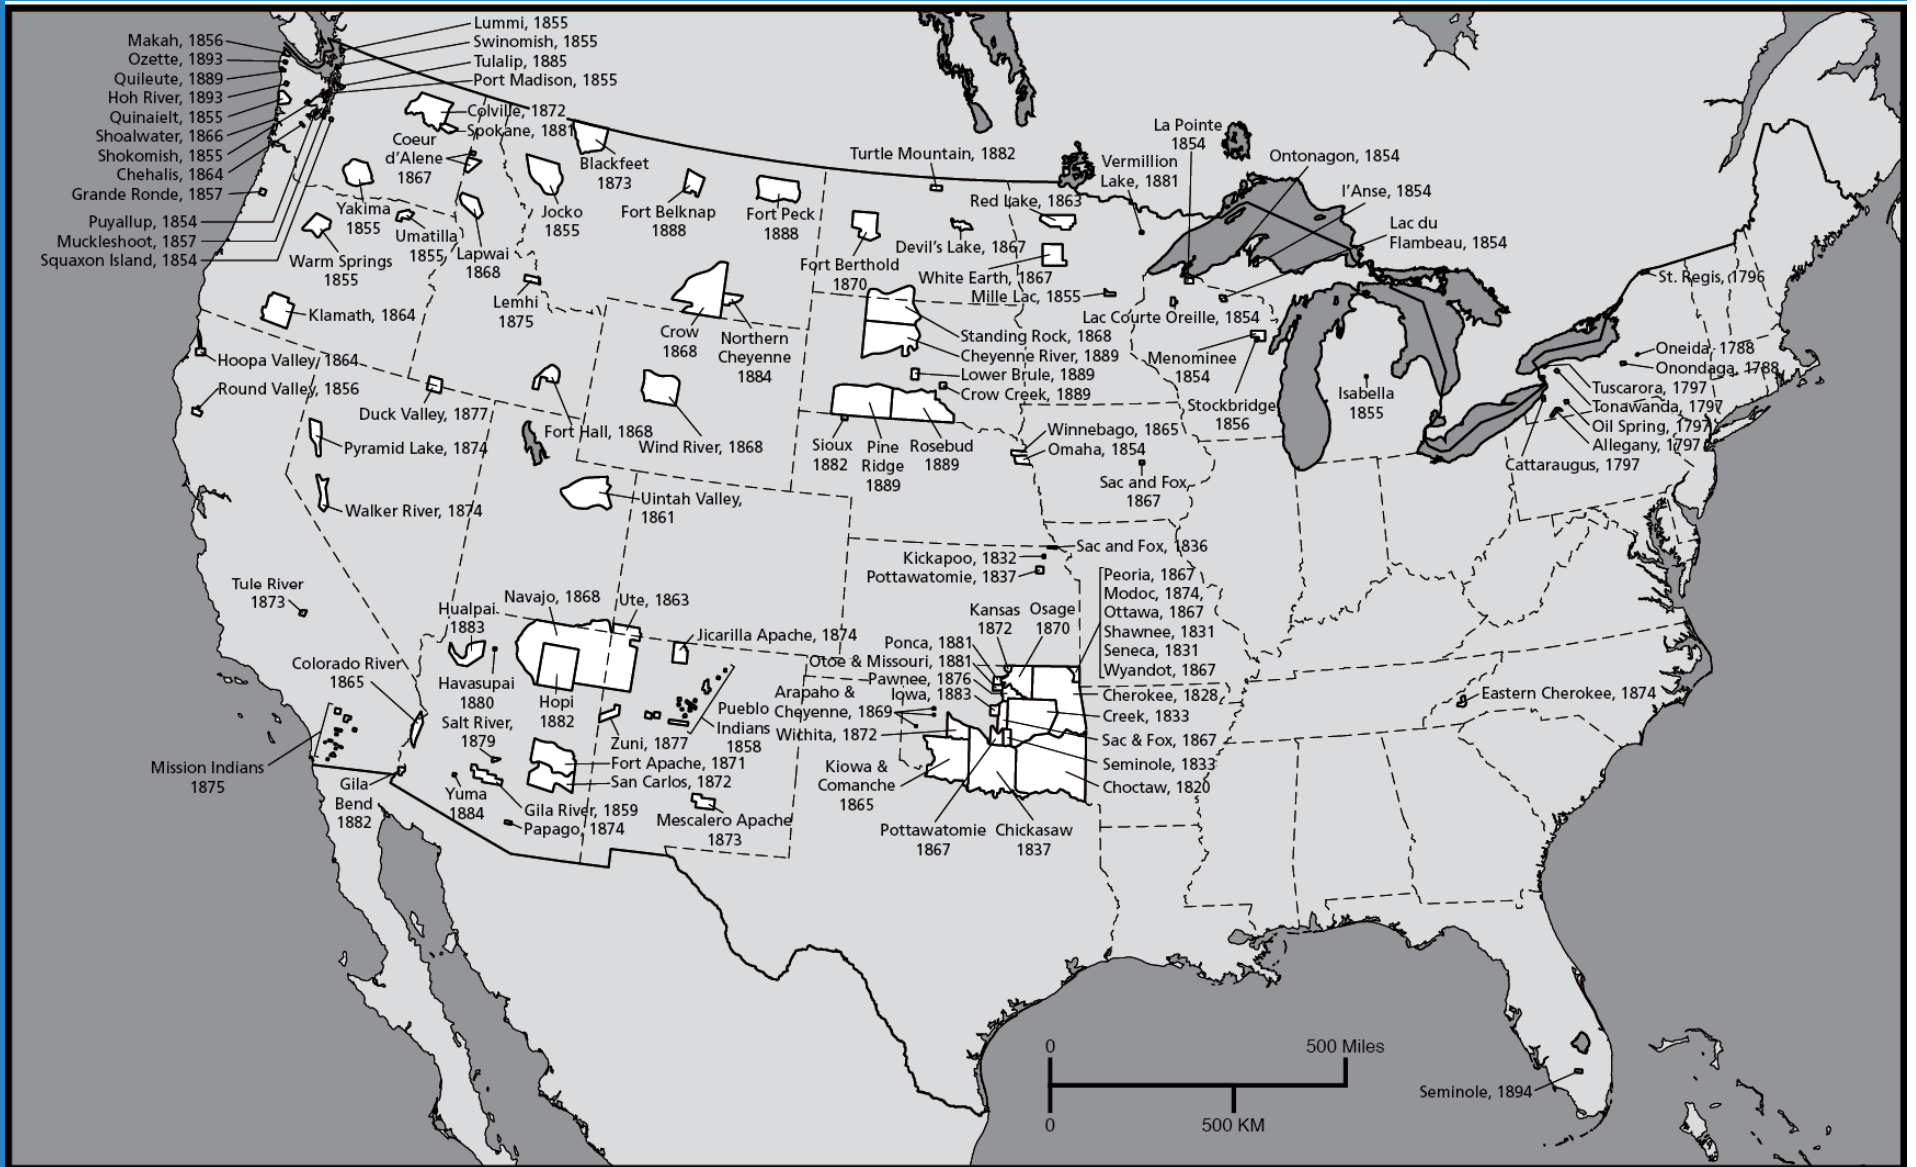 Makah, 1856
Ozette, 1893
Quileute, 1889
Hoh River, 1893
Quinaielt, 1855
Shoalwater, 1866
Shokomish, 1855
Chehalis, 1864
Grande Ronde, 1857
Puyallup, 1854
Muckleshoot, 1857
Squaxon Island, 1854
Lummi, 1855
Swinomish, 1855
Tulalip, 1885
Port Madison, 1855
Colville, 1872
Spokane, 1881
Coeur
d'Alene
1867
Blackfeet
1873
Yakima
1855
Umatilla
1855
Lapwai
1868
Jocko
1855
Fort Belknap
1888
Fort Peck
1888
Warm Springs
1855
Lemhi
1875
Klamath, 1864
Hoopa Valley, 1864
Round Valley, 1856
Duck Valley, 1877
Pyramid Lake, 1874
Walker River, 1874
Fort Hall, 1868
Crow
1868
Northern
Cheyenne
1884
Wind River, 1868
Uintah Valley,
1861
Turtle Mountain, 1882
Fort Berthold
1870
Devil's Lake, 1867
Red Lake, 1863
White Earth, 1867
Mille Lac, 1855
Vermillion
Lake, 1881
La Pointe
1854
Ontonagon, 1854
l'Anse, 1854
Lac du
Flambeau, 1854
Lac Courte Oreille, 1854
Menominee
1854
Stockbridge
1856
Isabella
1855
Standing Rock, 1868
Cheyenne River, 1889
Lower Brule, 1889
Crow Creek, 1889
Sioux
1882
Pine
Ridge
1889
Rosebud
1889
Winnebago, 1865
Omaha, 1854
Sac and Fox,
1867
St. Regis, 1796
Oneida, 1788
Onondaga, 1788
Tuscarora, 1797
Tonawanda, 1797
Oil Spring, 1797
Allegany, 1797
Cattaraugus, 1797
Sac and Fox, 1836
Kickapoo, 1832
Pottawatomie, 1837
Peoria, 1867
Modoc, 1874,
Ottawa, 1867
Shawnee, 1831
Seneca, 1831
Wyandot, 1867
Kansas
1872
Osage
1870
Ponca, 1881
Otoe & Missouri, 1881
Pawnee, 1876
Iowa, 1883
Arapaho &
Cheyenne, 1869
Wichita, 1872
Kiowa &
Comanche
1865
Cherokee, 1828
Creek, 1833
Sac & Fox, 1867
Seminole, 1833
Choctaw, 1820
Pottawatomie
1867
Chickasaw
1837
Eastern Cherokee, 1874
Tule River
1873
Hualpai
1883
Navajo, 1868
Ute, 1863
Jicarilla Apache, 1874
Colorado River
1865
Havasupai
1880
Hopi
1882
Salt River,
1879
Zuni, 1877
Pueblo
Indians
1858
Fort Apache, 1871
San Carlos, 1872
Mission Indians
1875
Gila
Bend
1882
Yuma
1884
Gila River, 1859
Papago, 1874
Mescalero Apache
1873
Seminole, 1894
0
500 Miles
0
500 KM